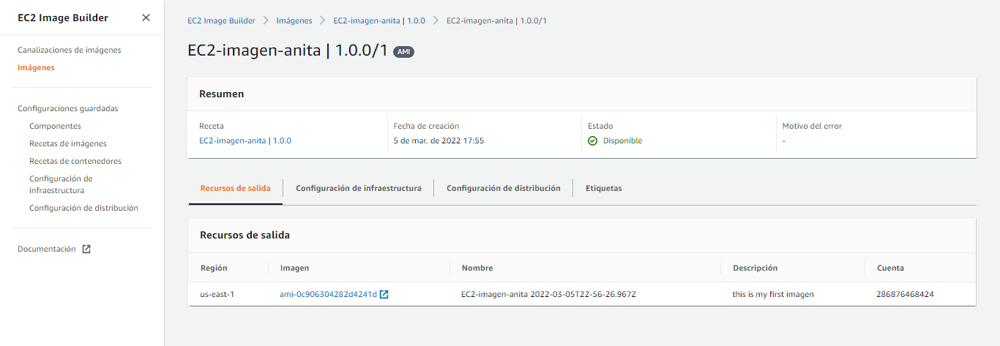 EC2 Image Builder
Canalizaciones de imágenes
Imágenes
Configuraciones guardadas
Componentes
Recetas de imágenes
Recetas de contenedores
Configuración de
infraestructura
Configuración de distribución
Documentación
EC2 Image Builder > Imágenes > EC2-imagen-anita | 1.0.0 > EC2-imagen-anita | 1.0.0/1
EC2-imagen-anita | 1.0.0/1 AMI
Resumen
Receta Fecha de creación Estado Motivo del error
EC2-imagen-anita | 1.0.0 5 de mar. de 2022 17:55 Disponible -
Recursos de salida Configuración de infraestructura Configuración de distribución Etiquetas
Recursos de salida
Región Imagen Nombre Descripción Cuenta
us-east-1 ami-0c906304282d4241d EC2-imagen-anita 2022-03-05T22-56-26.967Z this is my first imagen 286876468424